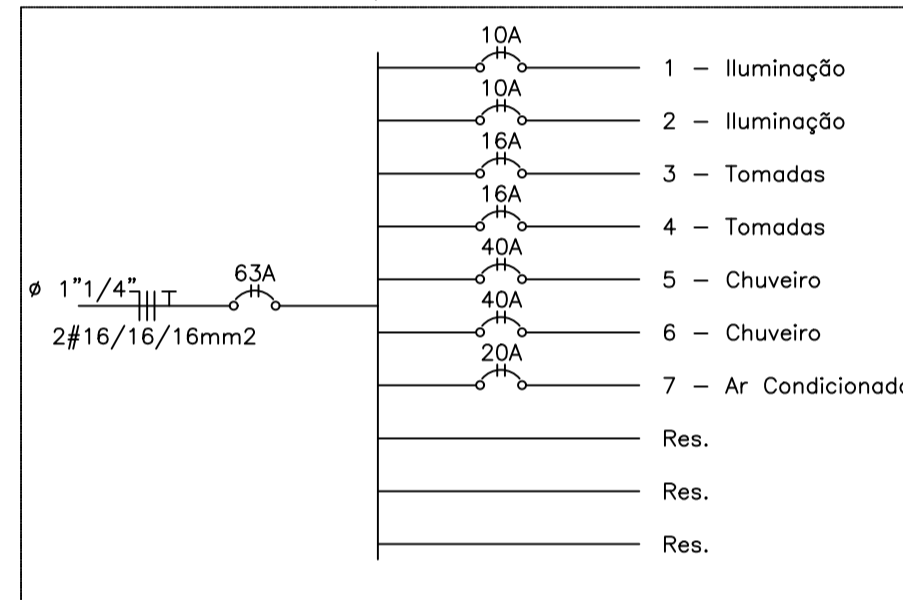 10A
1 – Iluminação
10A
2 – Iluminação
16A
3 – Tomadas
16A
4 – Tomadas
40A
5 – Chuveiro
ø 1"1/4"
63A
2#16/16/16mm2
40A
6 – Chuveiro
20A
7 – Ar Condicionado
Res.
Res.
Res.